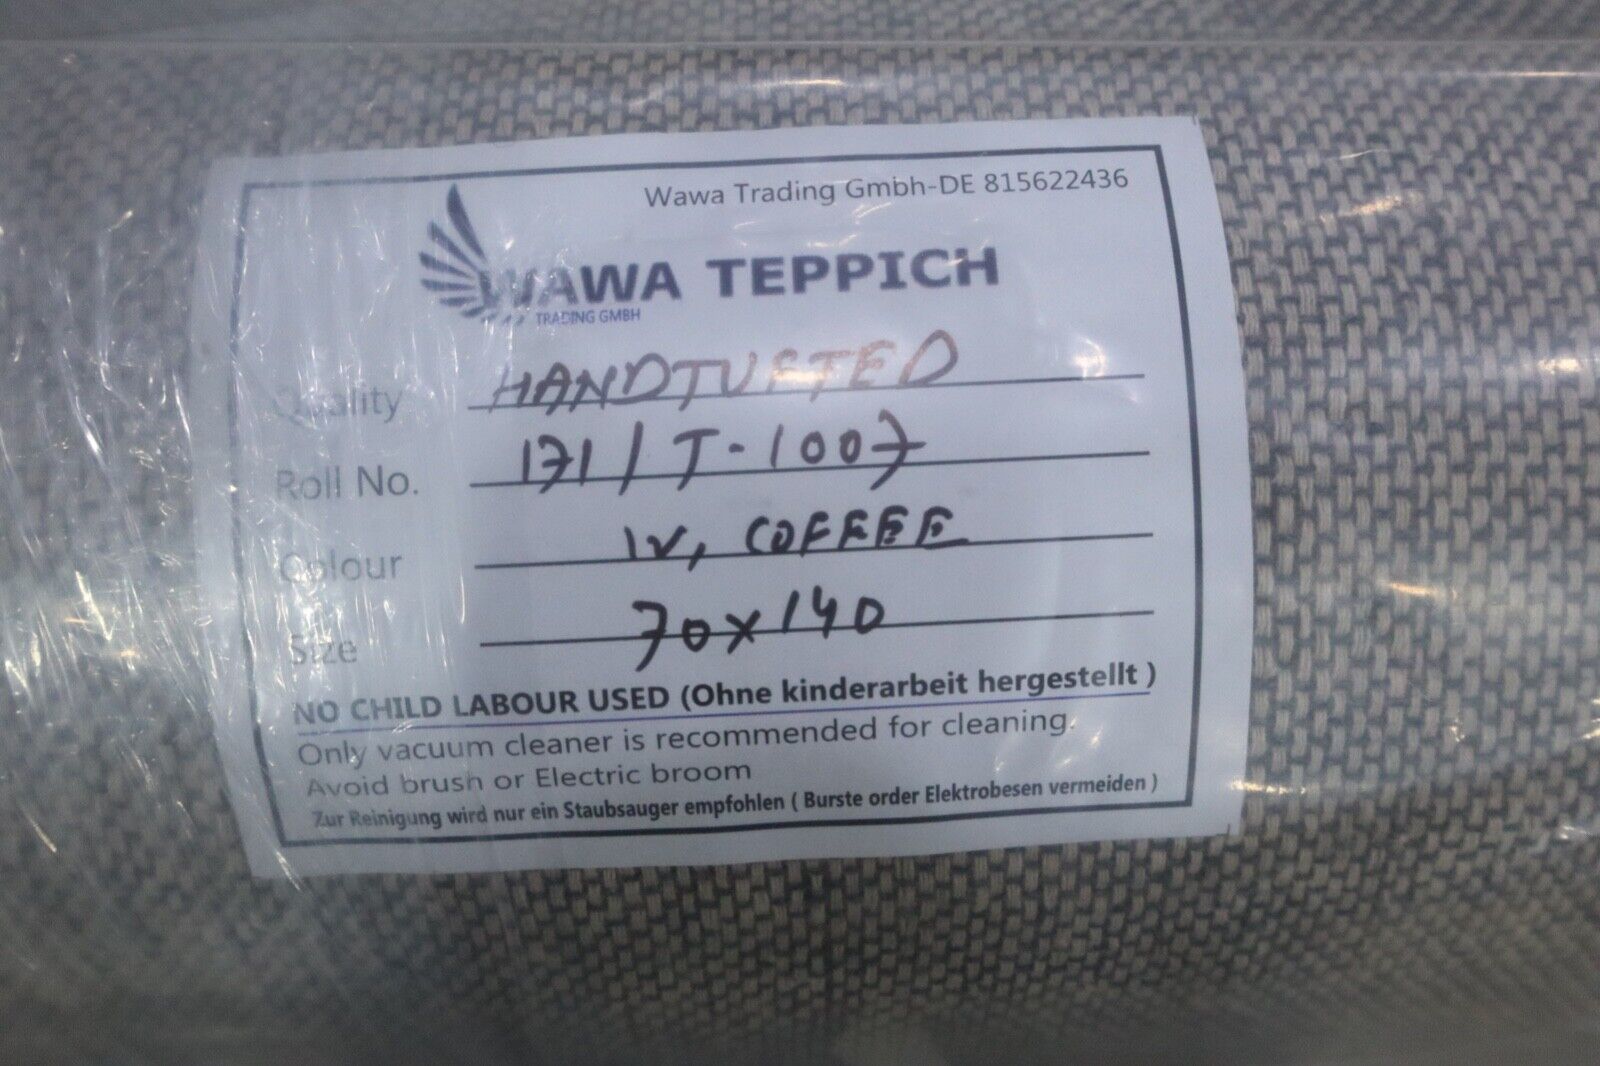 Wawa Trading Gmbh-DE 815622436
WAWA TEPPICH
TRADING GMBH
Quality HANDTUFTED
Roll No. 171/T-1007
Colour IV, COFFEE
Size 70x140
NO CHILD LABOUR USED (Ohne kinderarbeit hergestellt )
Only vacuum cleaner is recommended for cleaning.
Avoid brush or Electric broom
Zur Reinigung wird nur ein Staubsauger empfohlen ( Burste order Elektrobesen vermeiden )